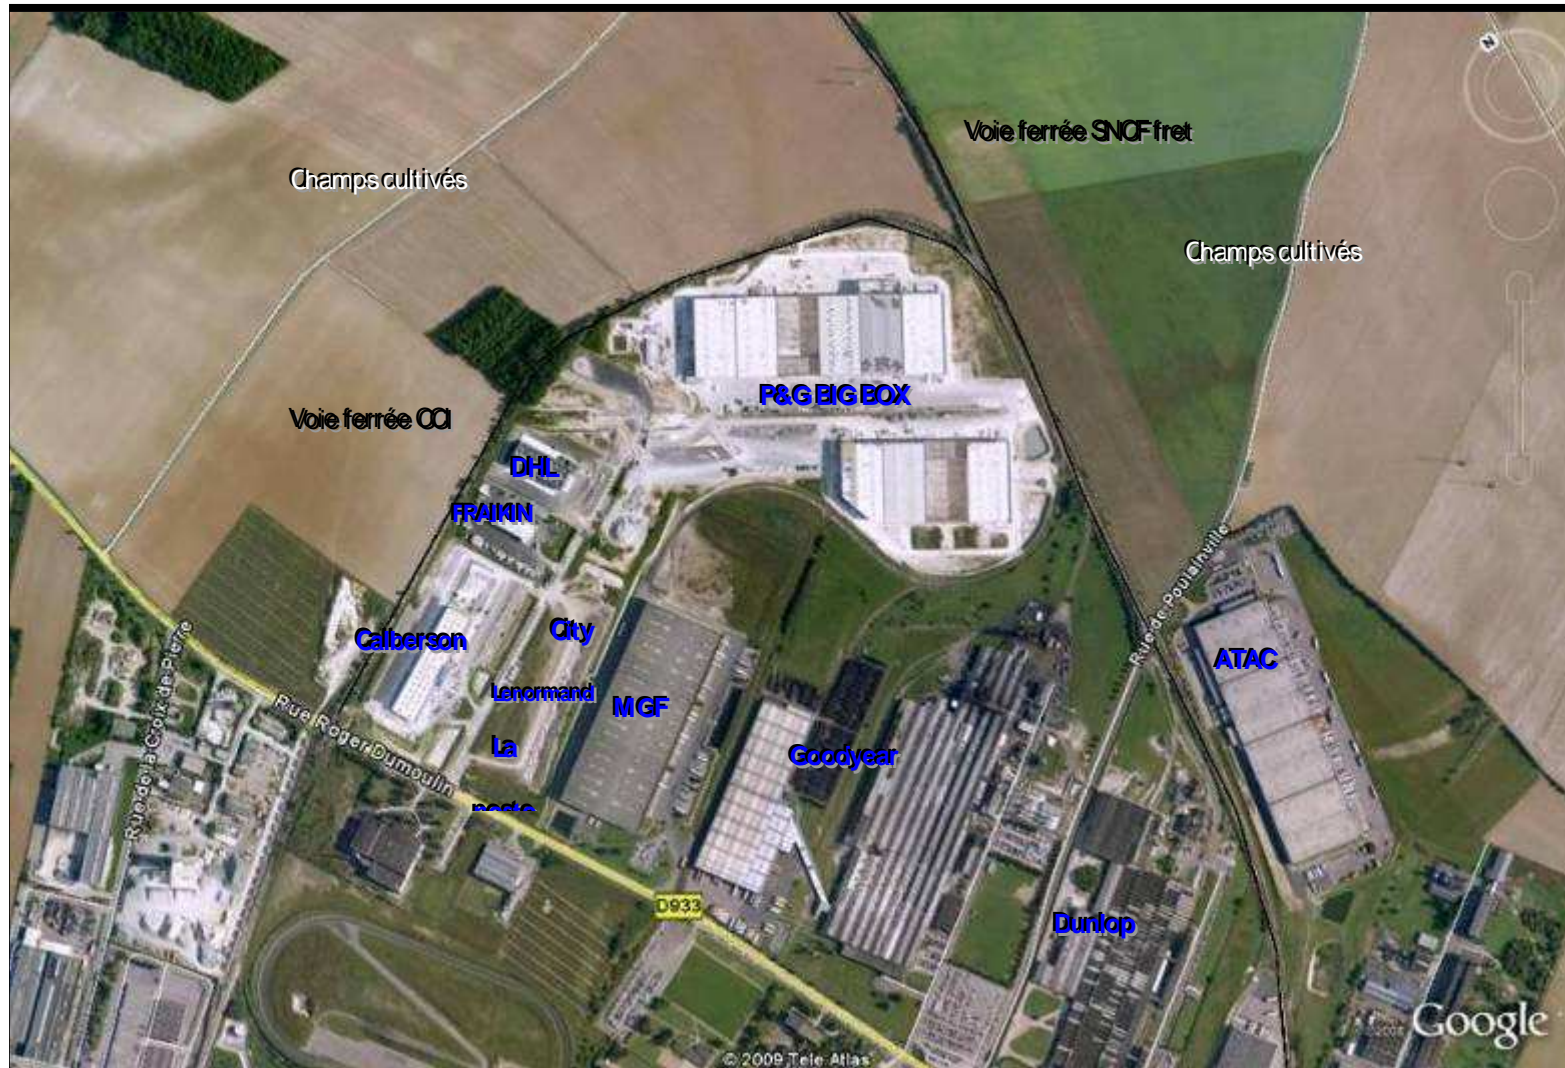 N
Voie ferrée SNCF fret
Champs cultivés
Champs cultivés
P&G BIG BOX
Voie ferrée CCI
DHL
FRAIKIN
Rue de Poulainville
Calberson
City
ATAC
Rue de la Croix de Pierre
Lenormand
MGF
Rue Roger Dumoulin
La
poste
Goodyear
D933
Dunlop
Google
© 2009 Tele Atlas